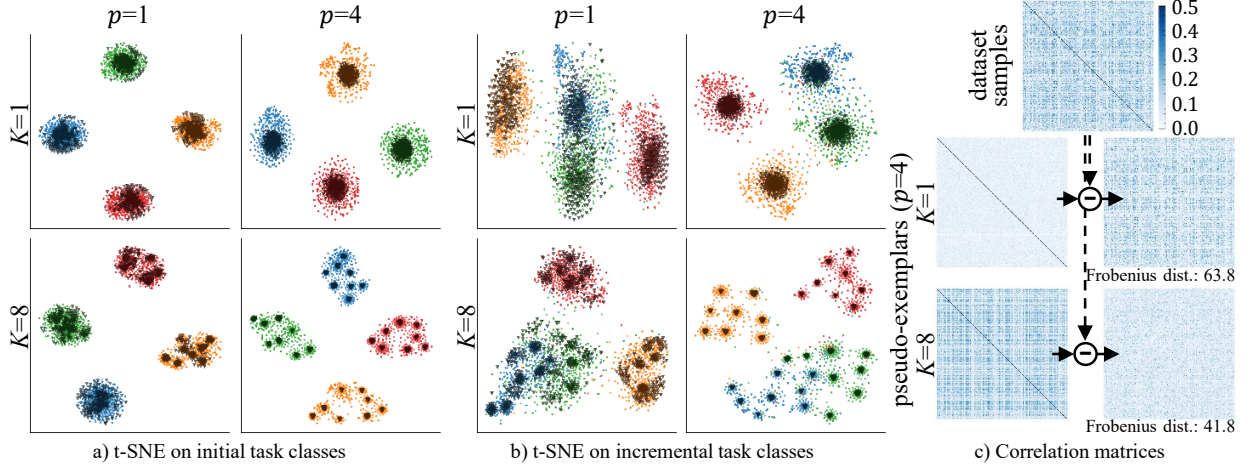 p=1
p=4
p=1
p=4
K=1
K=8
K=1
K=8
dataset
samples
0.5
0.4
0.3
0.2
0.1
0.0
pseudo-exemplars (p=4)
K=1
K=8
Frobenius dist.: 63.8
Frobenius dist.: 41.8
a) t-SNE on initial task classes
b) t-SNE on incremental task classes
c) Correlation matrices